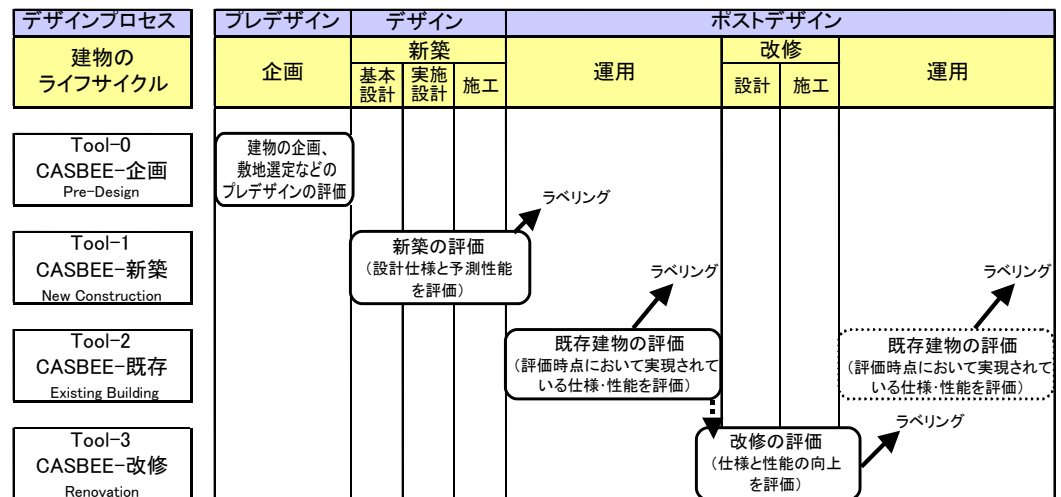 デザインプロセス
プレデザイン
デザイン
ポストデザイン
建物の
ライフサイクル
企画
新築
基本
設計
実施
設計
施工
運用
改修
設計
施工
運用
Tool-0
CASBEE-企画
Pre-Design
建物の企画、
敷地選定などの
プレデザインの評価
ラベリング
Tool-1
CASBEE-新築
New Construction
新築の評価
(設計仕様と予測性能
を評価)
ラベリング
ラベリング
Tool-2
CASBEE-既存
Existing Building
既存建物の評価
(評価時点において実現されて
いる仕様・性能を評価)
既存建物の評価
(評価時点において実現されて
いる仕様・性能を評価)
ラベリング
Tool-3
CASBEE-改修
Renovation
改修の評価
(仕様と性能の向上
を評価)